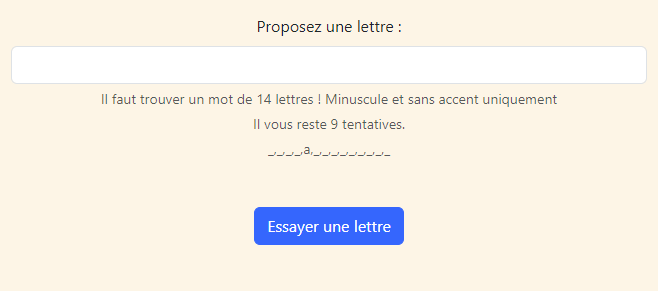 Proposez une lettre :
Il faut trouver un mot de 14 lettres ! Minuscule et sans accent uniquement
Il vous reste 9 tentatives.
_,_,_,_,a,_,_,_,_,_,_,_,_,_
Essayer une lettre